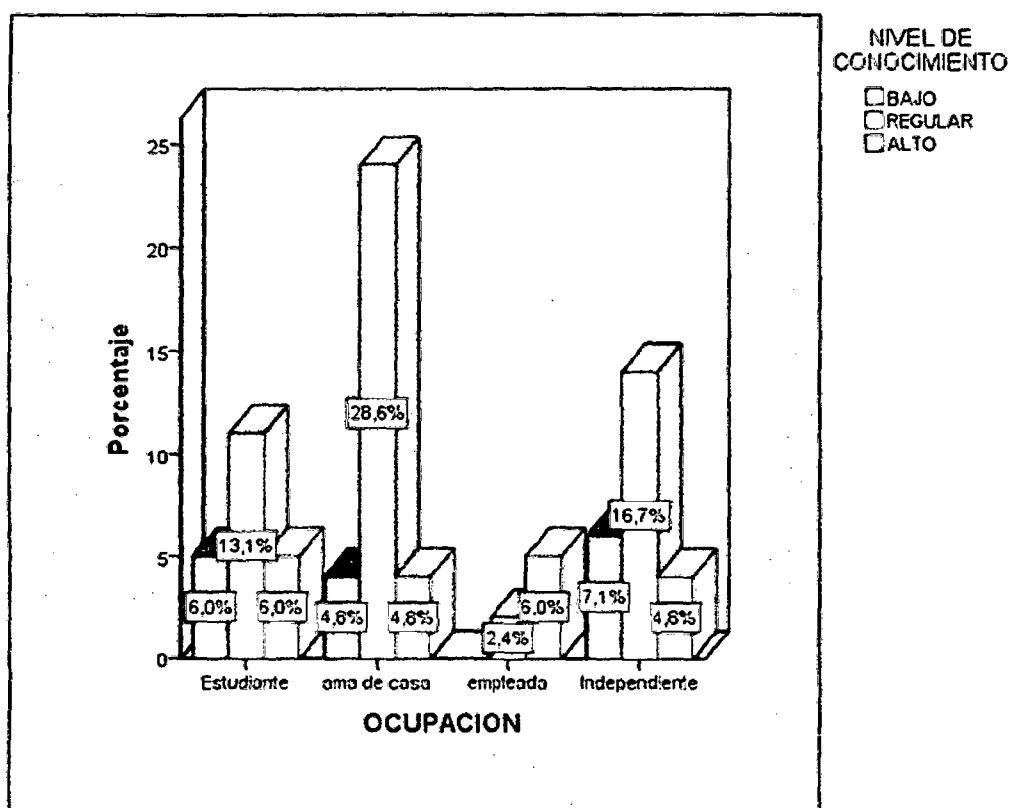 NIVEL DE
CONOCIMIENTO
BAJO
REGULAR
ALTO
Porcentaje
25
20
15
10
5
0
6,0%
13,1%
6,0%
4,8%
28,6%
4,8%
2,4%
6,0%
7,1%
16,7%
4,8%
Estudiante
ama de casa
empleada
Independiente
OCUPACION